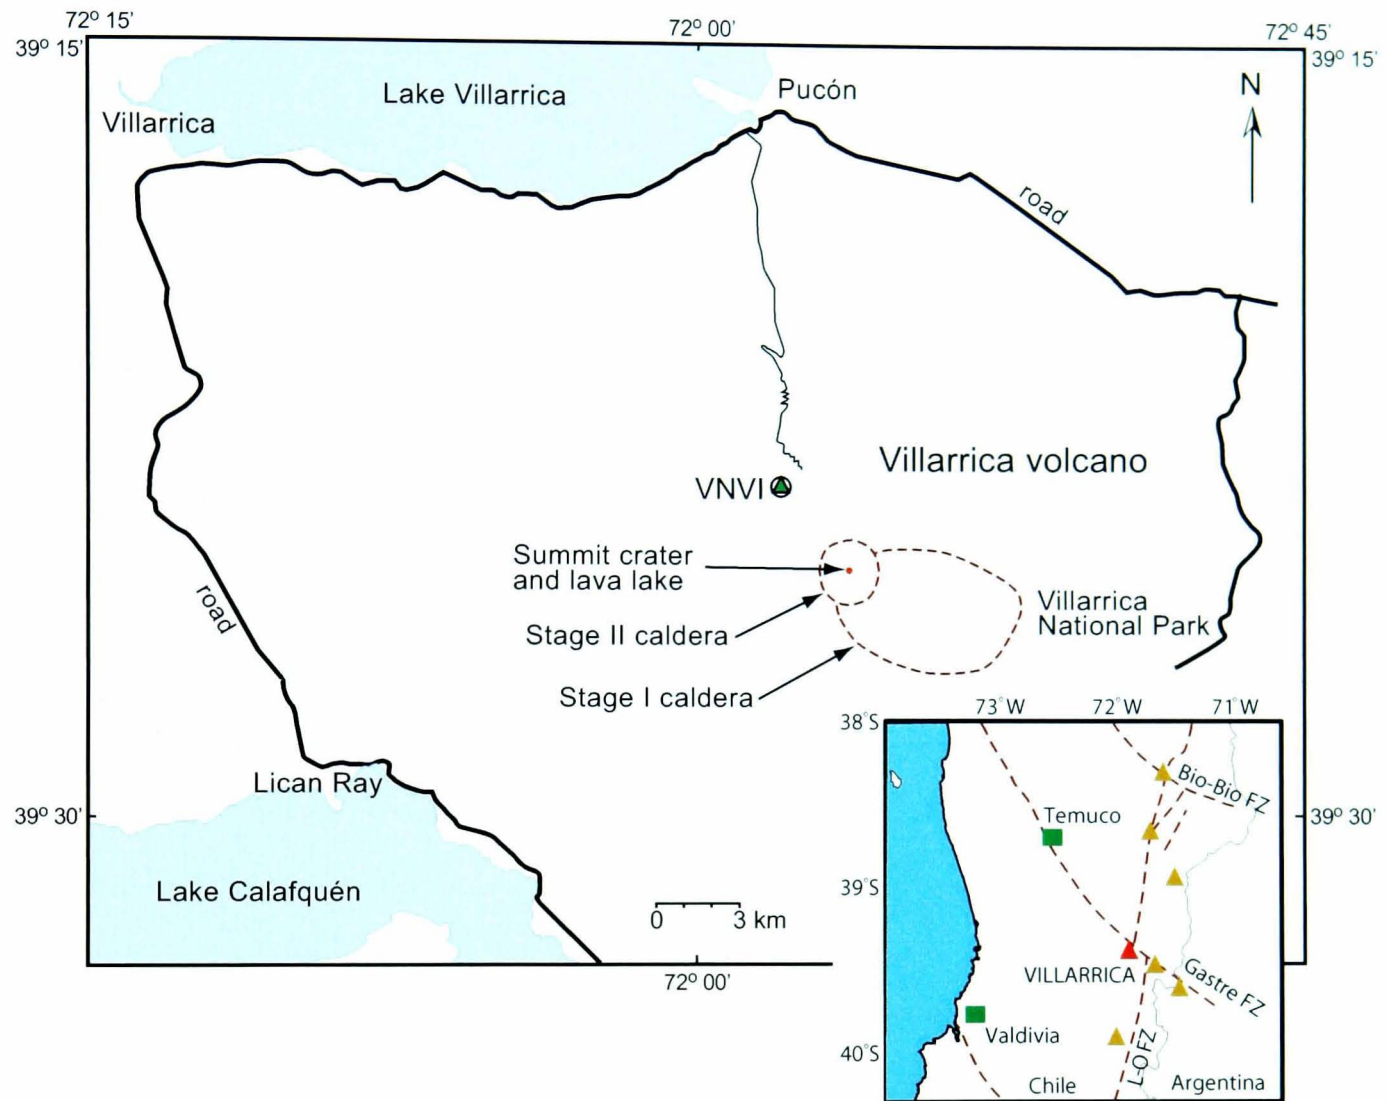 72º 15'
72º 00'
72º 45'
39º 15'
39º 15'
Lake Villarrica
Pucón
N
Villarrica
road
Villarrica volcano
VNVI
Summit crater
and lava lake
Villarrica
National Park
Stage II caldera
road
Stage I caldera
73°W
72°W
71°W
38°S
Lican Ray
Bio-Bio FZ
Temuco
39º 30'
39º 30'
39°S
Lake Calafquén
0 3 km
VILLARRICA
Gastre FZ
72º 00'
Valdivia
40°S
L-O FZ
Chile
Argentina